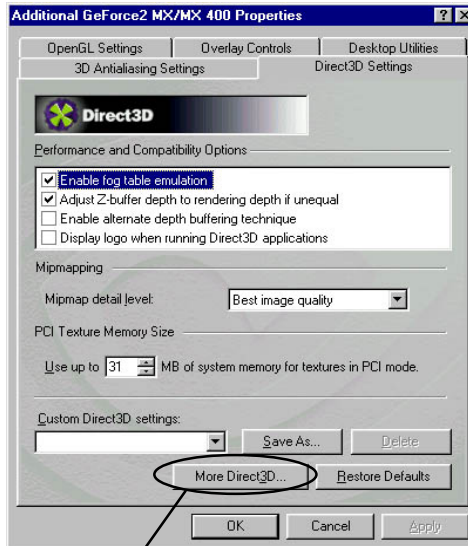 Additional GeForce2 MX/MX 400 Properties
OpenGL Settings Overlay Controls Desktop Utilities
3D Antialiasing Settings Direct3D Settings
Direct3D
Performance and Compatibility Options
Enable fog table emulation
Adjust Z-buffer depth to rendering depth if unequal
Enable alternate depth buffering technique
Display logo when running Direct3D applications
Mipmapping
Mipmap detail level: Best image quality
PCI Texture Memory Size
Use up to 31 MB of system memory for textures in PCI mode.
Custom Direct3D settings:
Save As... Delete
More Direct3D... Restore Defaults
OK Cancel Apply